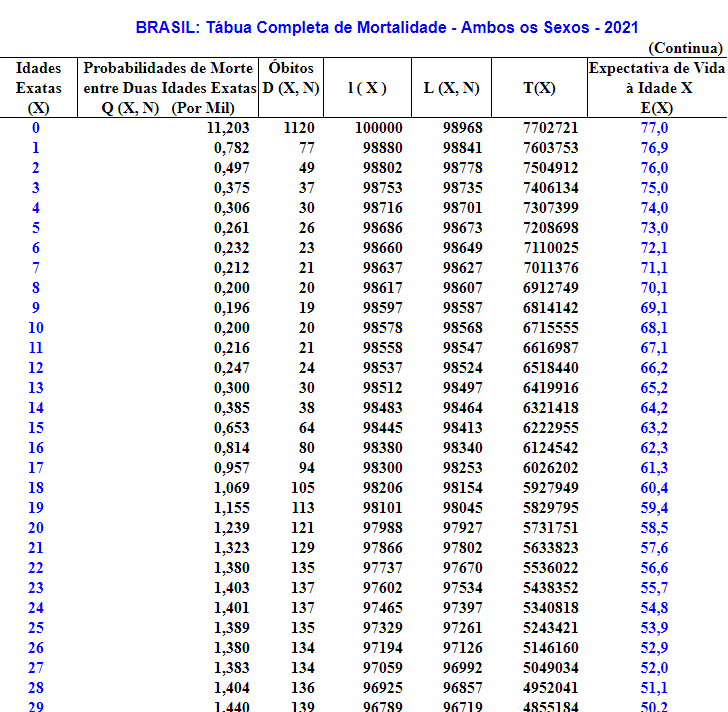 BRASIL: Tábua Completa de Mortalidade - Ambos os Sexos - 2021
(Continua)
Idades Probabilidades de Morte Óbitos Expectativa de Vida
Exatas entre Duas Idades Exatas D (X, N) l ( X ) L (X, N) T(X) à Idade X
(X) Q (X, N) (Por Mil) E(X)
0 11,203 1120 100000 98968 7702721 77,0
1 0,782 77 98880 98841 7603753 76,9
2 0,497 49 98802 98778 7504912 76,0
3 0,375 37 98753 98735 7406134 75,0
4 0,306 30 98716 98701 7307399 74,0
5 0,261 26 98686 98673 7208698 73,0
6 0,232 23 98660 98649 7110025 72,1
7 0,212 21 98637 98627 7011376 71,1
8 0,200 20 98617 98607 6912749 70,1
9 0,196 19 98597 98587 6814142 69,1
10 0,200 20 98578 98568 6715555 68,1
11 0,216 21 98558 98547 6616987 67,1
12 0,247 24 98537 98524 6518440 66,2
13 0,300 30 98512 98497 6419916 65,2
14 0,385 38 98483 98464 6321418 64,2
15 0,653 64 98445 98413 6222955 63,2
16 0,814 80 98380 98340 6124542 62,3
17 0,957 94 98300 98253 6026202 61,3
18 1,069 105 98206 98154 5927949 60,4
19 1,155 113 98101 98045 5829795 59,4
20 1,239 121 97988 97927 5731751 58,5
21 1,323 129 97866 97802 5633823 57,6
22 1,380 135 97737 97670 5536022 56,6
23 1,403 137 97602 97534 5438352 55,7
24 1,401 137 97465 97397 5340818 54,8
25 1,389 135 97329 97261 5243421 53,9
26 1,380 134 97194 97126 5146160 52,9
27 1,383 134 97059 96992 5049034 52,0
28 1,404 136 96925 96857 4952041 51,1
29 1,440 139 96789 96719 4855184 50,2